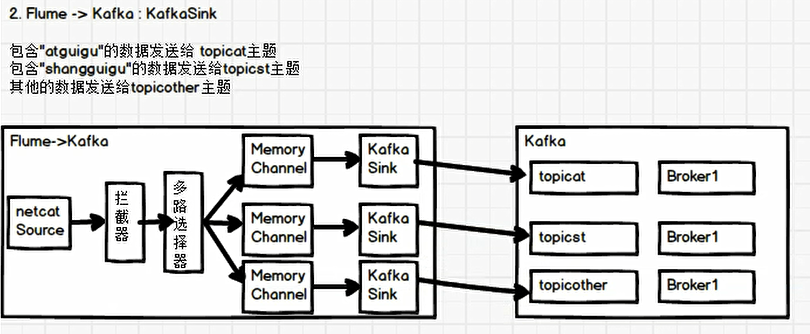 2. Flume -> Kafka : KafkaSink
包含"atguigu"的数据发送给 topicat主题
包含"shangguigu"的数据发送给topicst主题
其他的数据发送给topicother主题
Flume->Kafka
netcat
Source
拦截器
多路选择器
Memory
Channel
Kafka
Sink
Memory
Channel
Kafka
Sink
Memory
Channel
Kafka
Sink
Kafka
topicat
Broker1
topicst
Broker1
topicother
Broker1